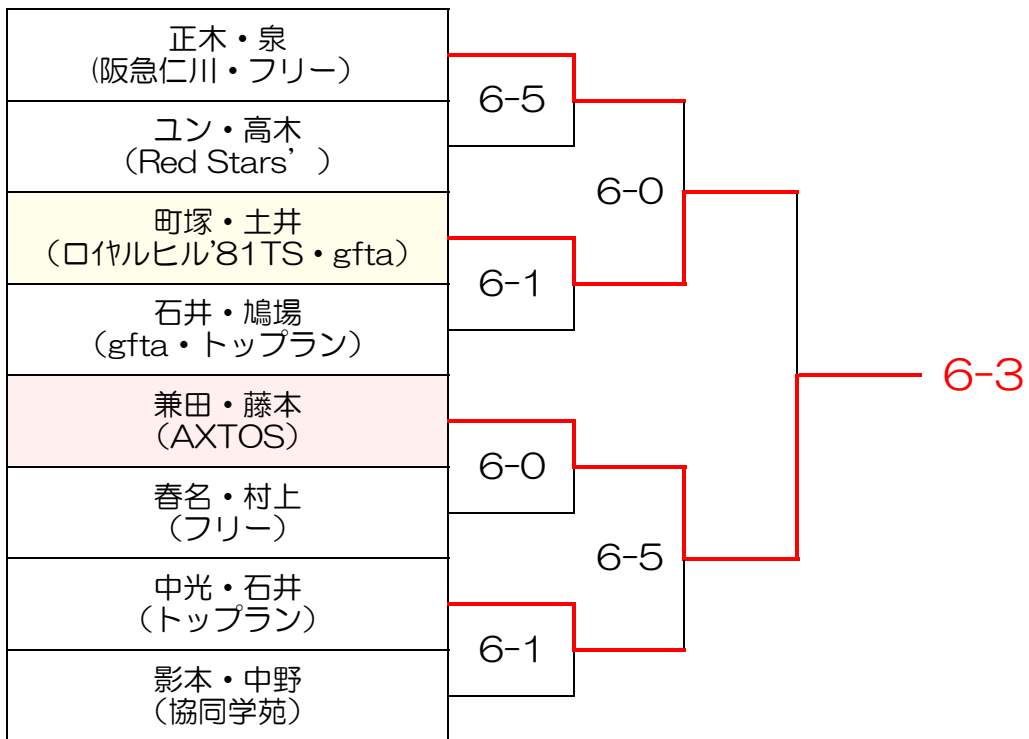 正木・泉
(阪急仁川・フリー）
ユン・高木
（Red Stars’）
町塚・土井
（ロイヤルヒル’81TS・gfta）
石井・鳩場
（gfta・トップラン）
兼田・藤本
（AXTOS）
春名・村上
（フリー）
中光・石井
（トップラン）
影本・中野
（協同学苑）
6-5
6-1
6-0
6-1
6-0
6-5
6-3